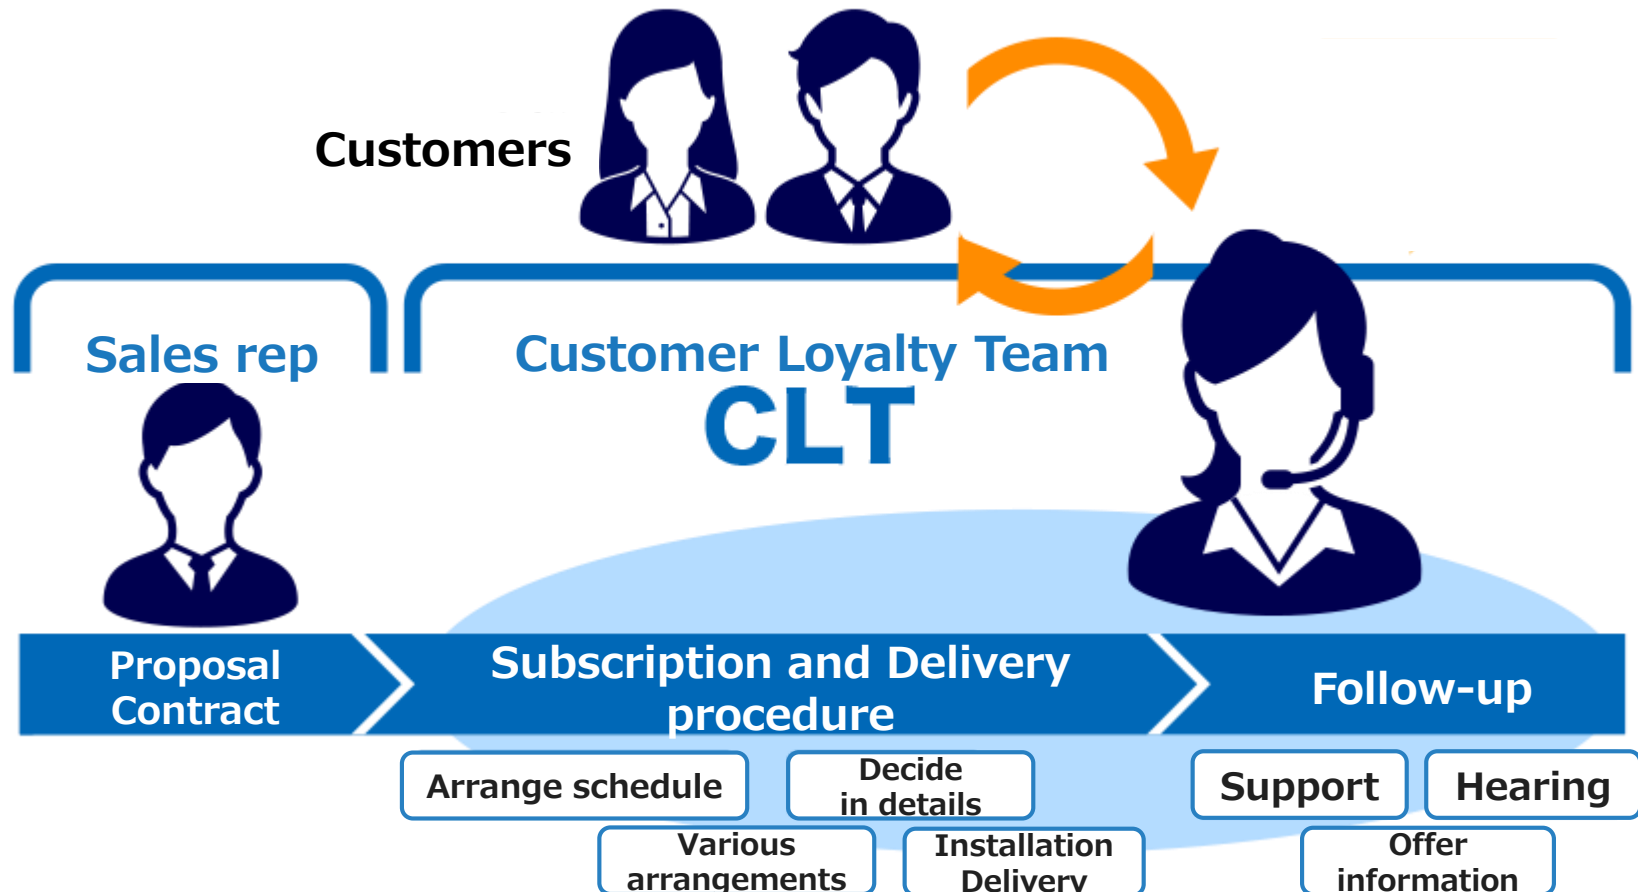 Customers
Sales rep
Customer Loyalty Team
CLT
Proposal
Contract
Subscription and Delivery
procedure
Follow-up
Arrange schedule
Decide
in details
Various
arrangements
Installation
Delivery
Support
Hearing
Offer
information